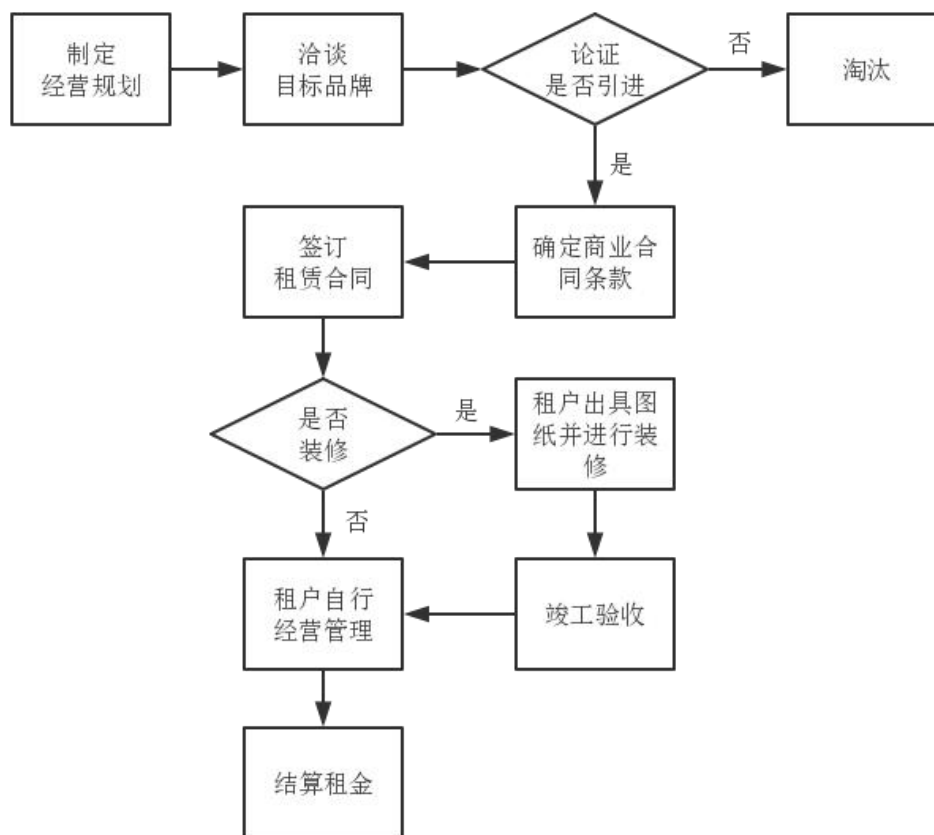 制定
经营规划
洽谈
目标品牌
论证
是否引进
否
淘汰
是
签订
租赁合同
确定商业合
同条款
是否
装修
是
租户出具图
纸并进行装
修
否
租户自行
经营管理
竣工验收
结算租金